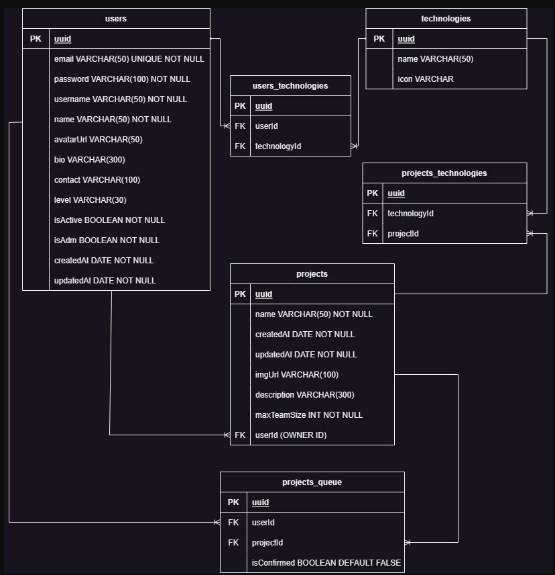 users
PK uuid
email VARCHAR(50) UNIQUE NOT NULL
password VARCHAR(100) NOT NULL
username VARCHAR(50) NOT NULL
name VARCHAR(50) NOT NULL
avatarUrl VARCHAR(50)
bio VARCHAR(300)
contact VARCHAR(100)
level VARCHAR(30)
isActive BOOLEAN NOT NULL
isAdm BOOLEAN NOT NULL
createdAt DATE NOT NULL
updatedAt DATE NOT NULL
technologies
PK uuid
name VARCHAR(50)
icon VARCHAR
users_technologies
PK uuid
FK userId
FK technologyId
projects_technologies
PK uuid
FK technologyId
FK projectId
projects
PK uuid
name VARCHAR(50) NOT NULL
createdAt DATE NOT NULL
updatedAt DATE NOT NULL
imgUrl VARCHAR(100)
description VARCHAR(300)
maxTeamSize INT NOT NULL
FK userId (OWNER ID)
projects_queue
PK uuid
FK userId
FK projectId
isConfirmed BOOLEAN DEFAULT FALSE